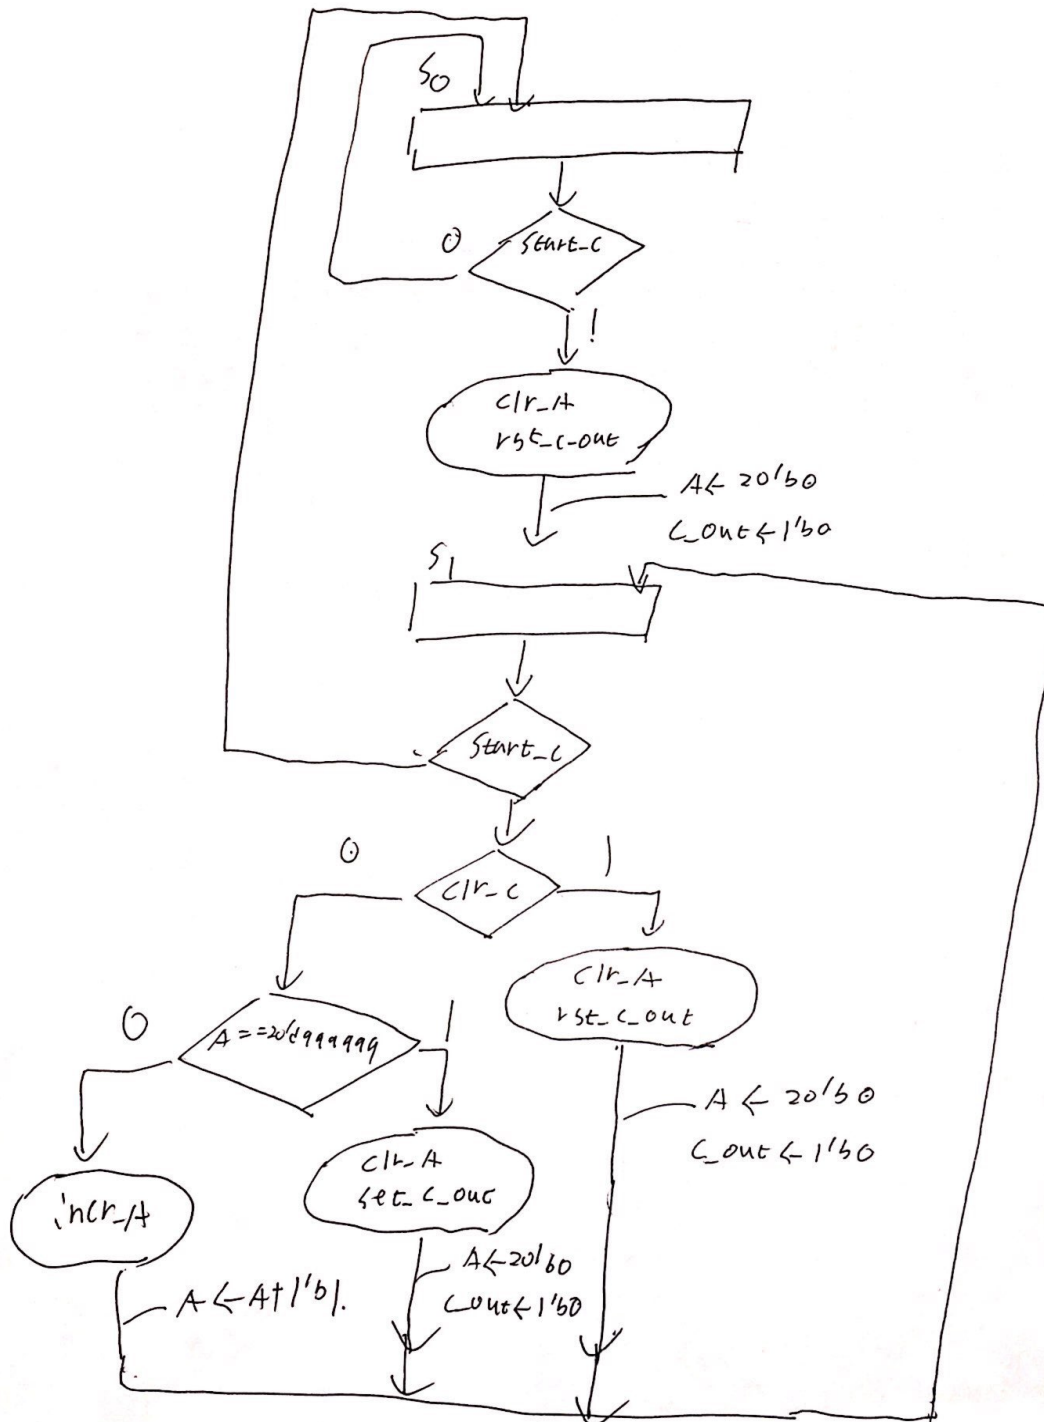 S0
Start_C
0
1
Clr_A
rst_C_out
A ← 20'b0
C_out ← 1'b0
S1
Start_C
0
1
Clr_C
Clr_A
rst_C_out
0
1
A==20'd999999
A ← 20'b0
C_out ← 1'b0
Clr_A
set_C_out
incr_A
A ← 20'b0
C_out ← 1'b0
A ← A+1'b1.